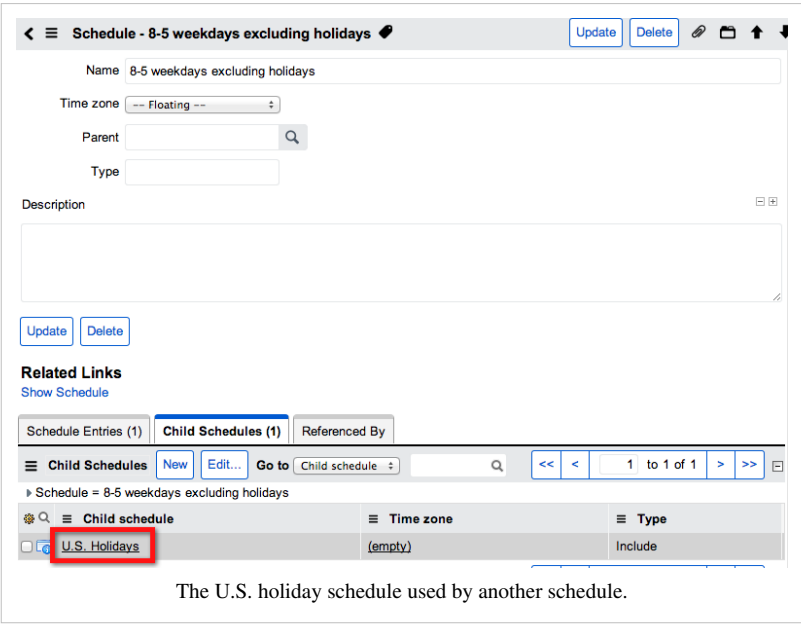 Schedule - 8-5 weekdays excluding holidays Update Delete
Name 8-5 weekdays excluding holidays
Time zone -- Floating --
Parent
Type
Description
Update Delete
Related Links
Show Schedule
Schedule Entries (1) Child Schedules (1) Referenced By
Child Schedules New Edit... Go to Child schedule << < 1 to 1 of 1 > >>
Schedule = 8-5 weekdays excluding holidays
Child schedule Time zone Type
U.S. Holidays (empty) Include
The U.S. holiday schedule used by another schedule.